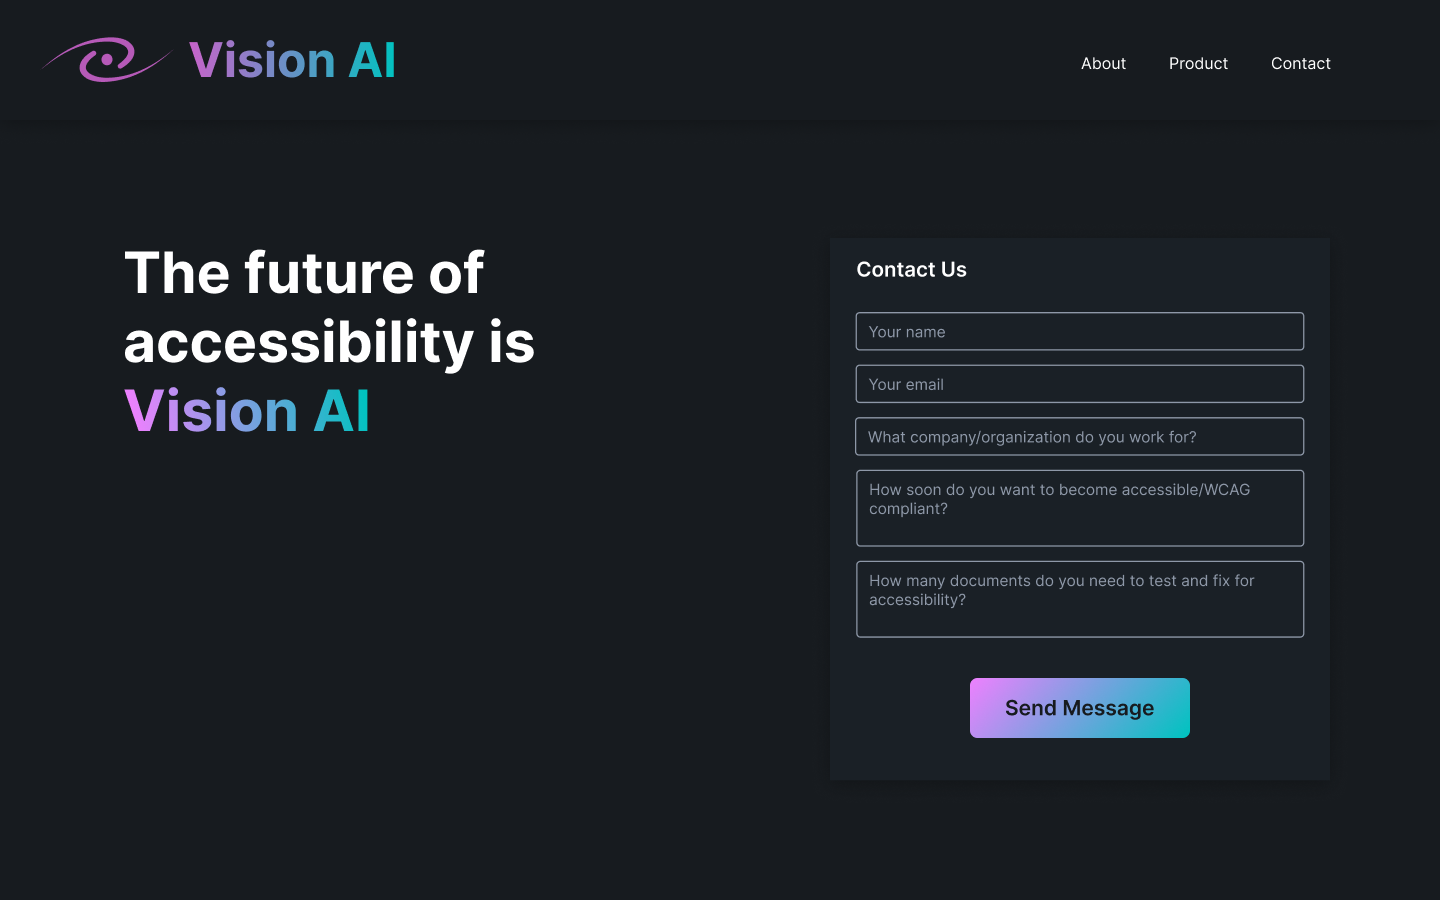 Vision AI
About Product Contact
The future of
accessibility is
Vision AI
Contact Us
Your name
Your email
What company/organization do you work for?
How soon do you want to become accessible/WCAG
compliant?
How many documents do you need to test and fix for
accessibility?
Send Message